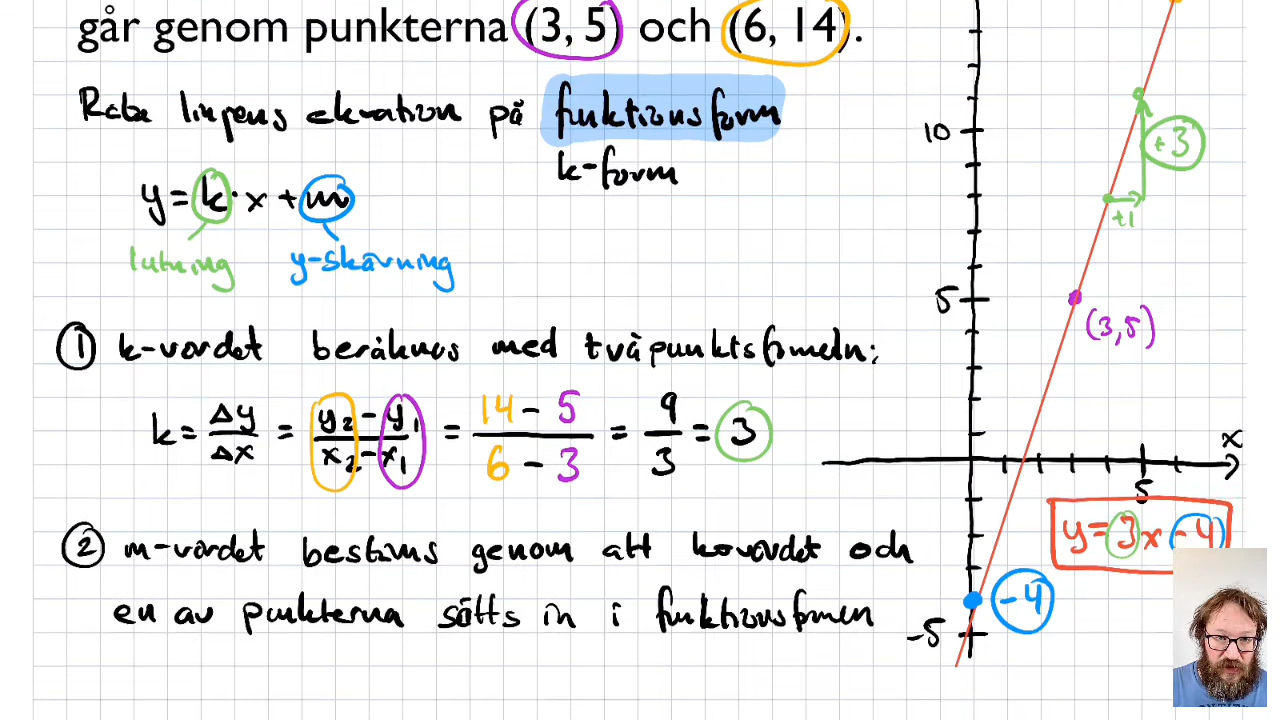 går genom punkterna (3, 5) och (6, 14).
Räta linjens ekvation på funktionsform
k-form
y = k · x + m
lutning y-skärning
① k-värdet beräknas med tvåpunktsformeln:
k = Δy/Δx = (y₂ - y₁)/(x₂ - x₁) = (14 - 5)/(6 - 3) = 9/3 = 3
② m-värdet bestäms genom att k-värdet och
en av punkterna sätts in i funktionsformen
10
+3
+1
5
(3,5)
x
5
y = 3x - 4
-4
-5